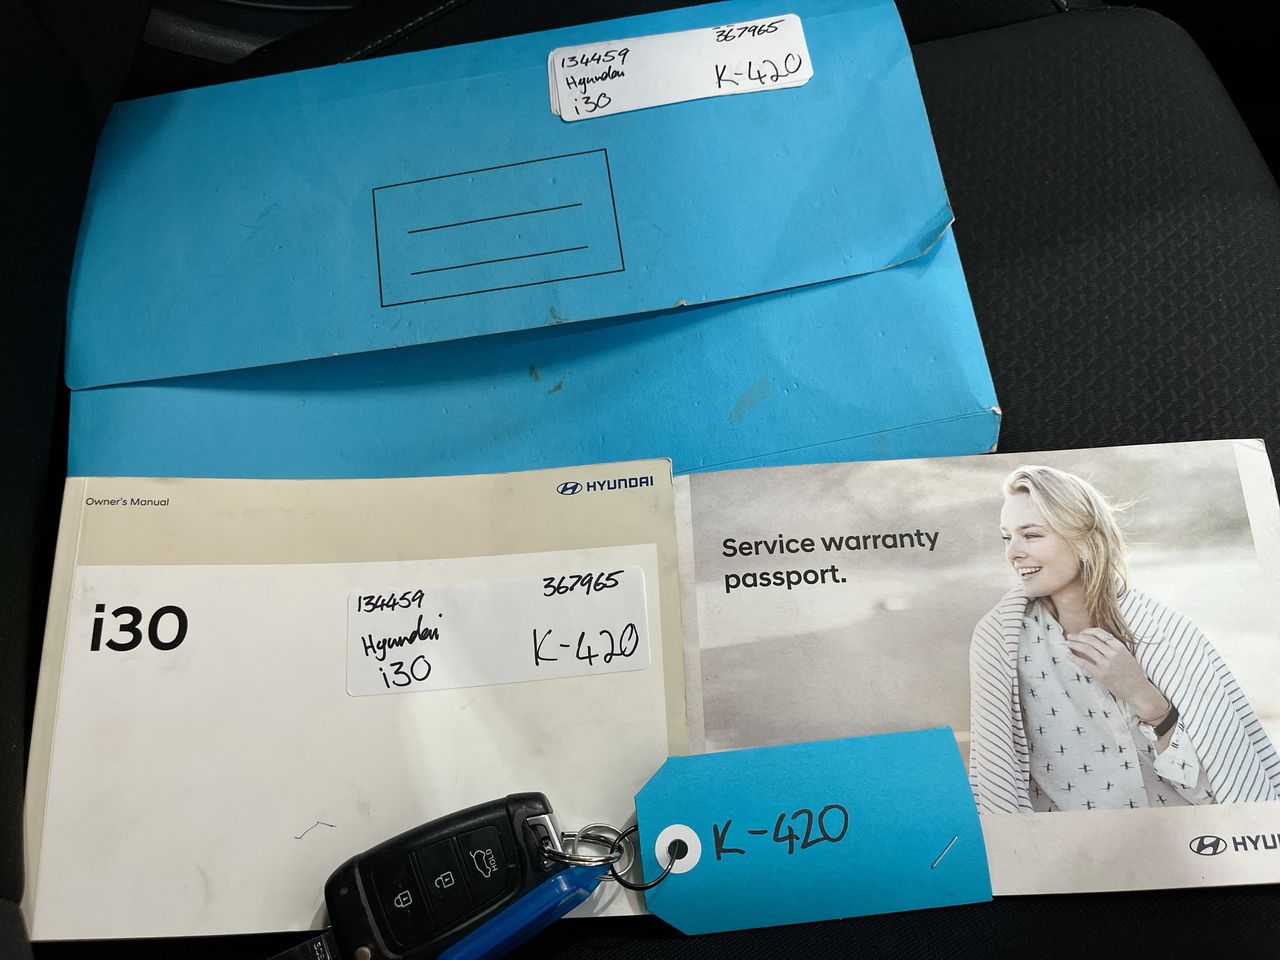 134459
367965
Hyundai
i30
K-420
Owner's Manual
HYUNDAI
i30
134459
367965
Hyundai
i30
K-420
Service warranty
passport.
K-420
HOLD
HYU